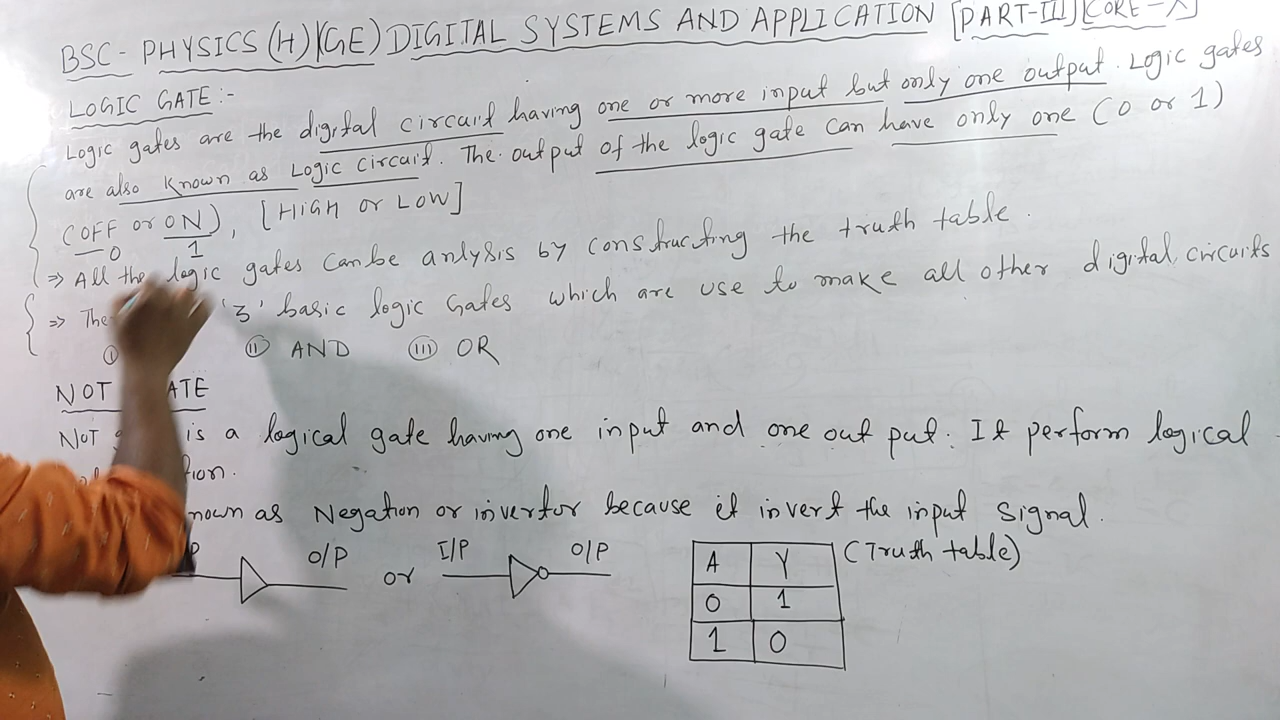 BSC - PHYSICS (H)(GE) DIGITAL SYSTEMS AND APPLICATION [PART-III] [CORE-X]
LOGIC GATE :-
Logic gates are the digital circuit having one or more input but only one output. Logic gates
are also known as Logic circuit. The output of the logic gate can have only one (0 or 1)
(OFF or ON), [HIGH or LOW]
0 1
⇒ All the logic gates can be anlysis by constructing the truth table.
⇒ '3' basic logic Gates which are use to make all other digital circuits
(i) (ii) AND (iii) OR
NOT
NOT is a logical gate having one input and one out put. It perform logical
Negation or invertor because it invert the input signal.
O/P or I/P O/P
A Y (Truth table)
0 1
1 0